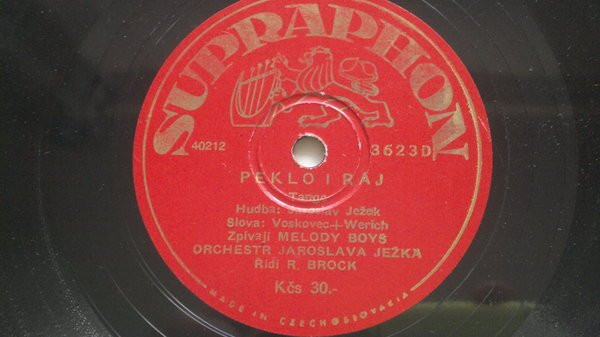 SUPRAPHON
40212
3623D
PEKLO I RÁJ
Tango
Hudba: Jaroslav Ježek
Slova: Voskovec+Werich
Zpívají MELODY BOYS
ORCHESTR JAROSLAVA JEŽKA
Řídí R. BROCK
Kčs 30.-
MADE IN CZECHOSLOVAKIA